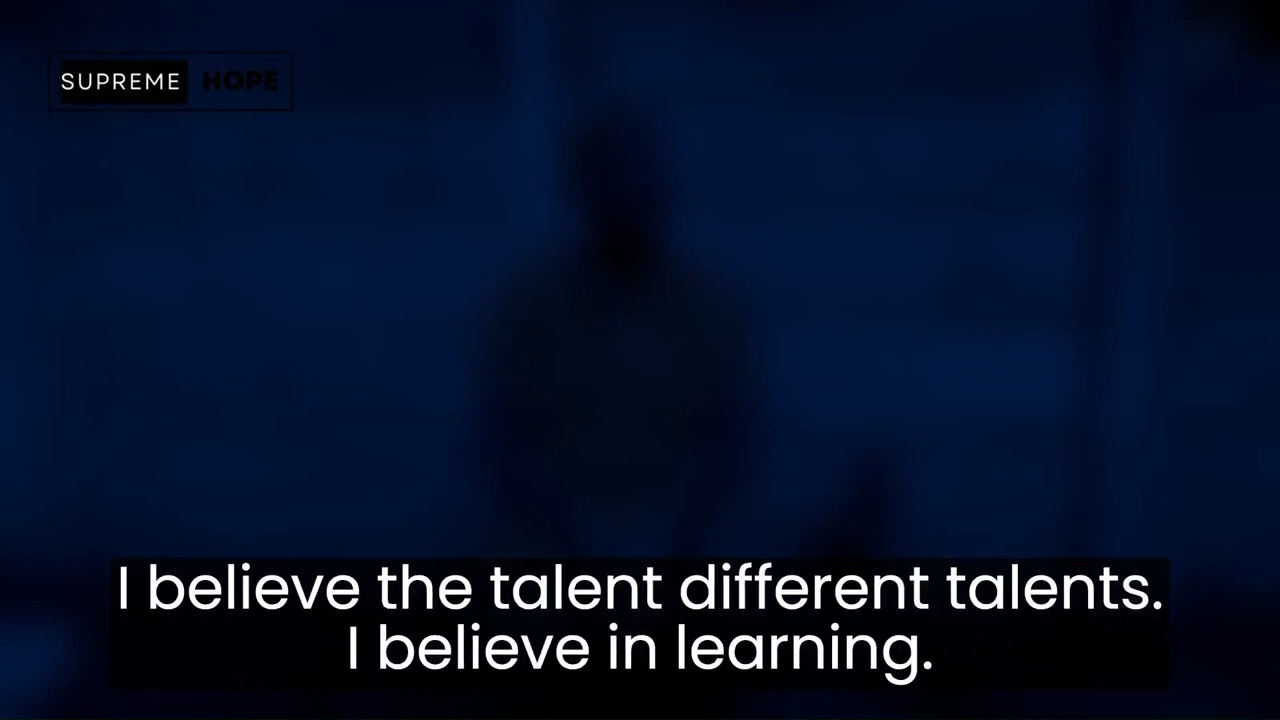 SUPREME HOPE
I believe the talent different talents.
I believe in learning.